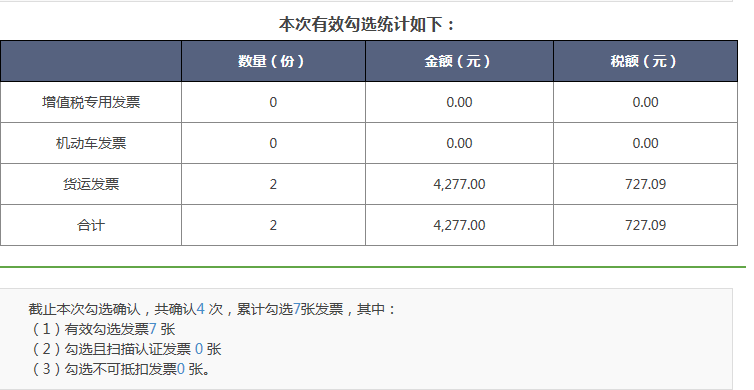 本次有效勾选统计如下：
数量（份） 金额（元） 税额（元）
增值税专用发票 0 0.00 0.00
机动车发票 0 0.00 0.00
货运发票 2 4,277.00 727.09
合计 2 4,277.00 727.09
截止本次勾选确认，共确认4 次，累计勾选7张发票，其中：
（1）有效勾选发票7 张
（2）勾选且扫描认证发票 0 张
（3）勾选不可抵扣发票0 张。